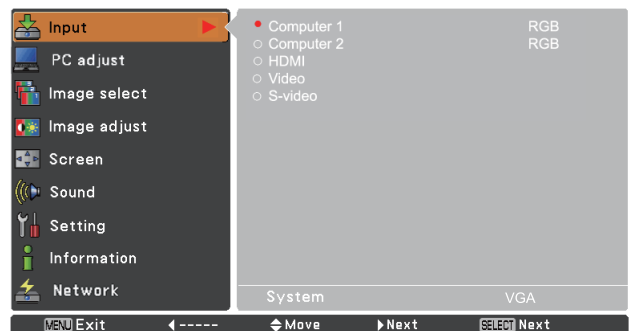 Input
PC adjust
Image select
Image adjust
Screen
Sound
Setting
Information
Network
Computer 1 RGB
Computer 2 RGB
HDMI
Video
S-video
System VGA
MENU Exit ----- Move Next SELECT Next